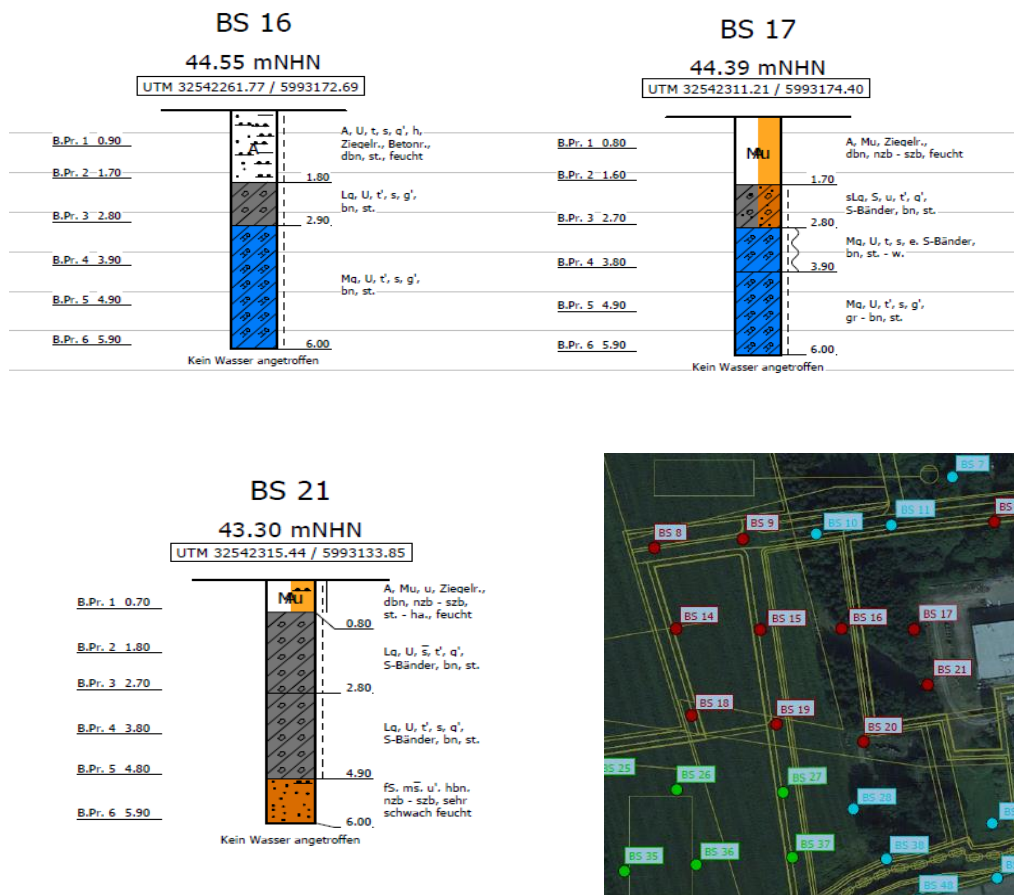 BS 16
44.55 mNHN
UTM 32542261.77 / 5993172.69
B.Pr. 1 0.90
B.Pr. 2 1.70
B.Pr. 3 2.80
B.Pr. 4 3.90
B.Pr. 5 4.90
B.Pr. 6 5.90
A
1.80
2.90
6.00
A, U, t, s, g', h,
Ziegelr., Betonr.,
dbn, st., feucht
Lg, U, t', s, g',
bn, st.
Mg, U, t', s, g',
bn, st.
Kein Wasser angetroffen
BS 17
44.39 mNHN
UTM 32542311.21 / 5993174.40
B.Pr. 1 0.80
B.Pr. 2 1.60
B.Pr. 3 2.70
B.Pr. 4 3.80
B.Pr. 5 4.90
B.Pr. 6 5.90
Mu
1.70
2.80
3.90
6.00
A, Mu, Ziegelr.,
dbn, nzb - szb, feucht
sLg, S, u, t', g',
S-Bänder, bn, st.
Mg, U, t, s, e. S-Bänder,
bn, st. - w.
Mg, U, t', s, g',
gr - bn, st.
Kein Wasser angetroffen
BS 21
43.30 mNHN
UTM 32542315.44 / 5993133.85
B.Pr. 1 0.70
B.Pr. 2 1.80
B.Pr. 3 2.70
B.Pr. 4 3.80
B.Pr. 5 4.80
B.Pr. 6 5.90
Mu
0.80
2.80
4.90
6.00
A, Mu, u, Ziegelr.,
dbn, nzb - szb,
st. - ha., feucht
Lg, U, s̄, t', g',
S-Bänder, bn, st.
Lg, U, t', s, g',
S-Bänder, bn, st.
fS, ms̄, u', hbn,
nzb - szb, sehr
schwach feucht
Kein Wasser angetroffen
BS 7
BS 8
BS 9
BS 10
BS 11
BS
BS 14
BS 15
BS 16
BS 17
BS 21
BS 18
BS 19
BS 20
BS 25
BS 26
BS 27
BS 28
BS 35
BS 36
BS 37
BS 38
BS 48